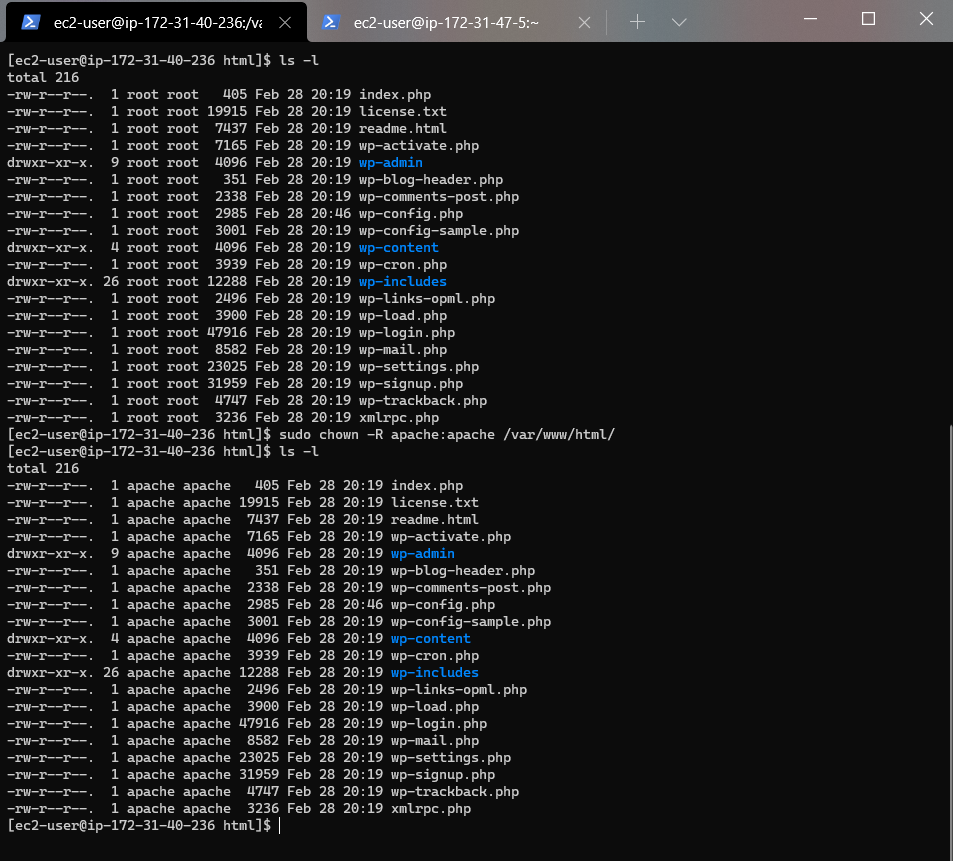 ec2-user@ip-172-31-40-236:/va
ec2-user@ip-172-31-47-5:~
[ec2-user@ip-172-31-40-236 html]$ ls -l
total 216
-rw-r--r--.  1 root root   405 Feb 28 20:19 index.php
-rw-r--r--.  1 root root 19915 Feb 28 20:19 license.txt
-rw-r--r--.  1 root root  7437 Feb 28 20:19 readme.html
-rw-r--r--.  1 root root  7165 Feb 28 20:19 wp-activate.php
drwxr-xr-x.  9 root root  4096 Feb 28 20:19 wp-admin
-rw-r--r--.  1 root root   351 Feb 28 20:19 wp-blog-header.php
-rw-r--r--.  1 root root  2338 Feb 28 20:19 wp-comments-post.php
-rw-r--r--.  1 root root  2985 Feb 28 20:46 wp-config.php
-rw-r--r--.  1 root root  3001 Feb 28 20:19 wp-config-sample.php
drwxr-xr-x.  4 root root  4096 Feb 28 20:19 wp-content
-rw-r--r--.  1 root root  3939 Feb 28 20:19 wp-cron.php
drwxr-xr-x. 26 root root 12288 Feb 28 20:19 wp-includes
-rw-r--r--.  1 root root  2496 Feb 28 20:19 wp-links-opml.php
-rw-r--r--.  1 root root  3900 Feb 28 20:19 wp-load.php
-rw-r--r--.  1 root root 47916 Feb 28 20:19 wp-login.php
-rw-r--r--.  1 root root  8582 Feb 28 20:19 wp-mail.php
-rw-r--r--.  1 root root 23025 Feb 28 20:19 wp-settings.php
-rw-r--r--.  1 root root 31959 Feb 28 20:19 wp-signup.php
-rw-r--r--.  1 root root  4747 Feb 28 20:19 wp-trackback.php
-rw-r--r--.  1 root root  3236 Feb 28 20:19 xmlrpc.php
[ec2-user@ip-172-31-40-236 html]$ sudo chown -R apache:apache /var/www/html/
[ec2-user@ip-172-31-40-236 html]$ ls -l
total 216
-rw-r--r--.  1 apache apache   405 Feb 28 20:19 index.php
-rw-r--r--.  1 apache apache 19915 Feb 28 20:19 license.txt
-rw-r--r--.  1 apache apache  7437 Feb 28 20:19 readme.html
-rw-r--r--.  1 apache apache  7165 Feb 28 20:19 wp-activate.php
drwxr-xr-x.  9 apache apache  4096 Feb 28 20:19 wp-admin
-rw-r--r--.  1 apache apache   351 Feb 28 20:19 wp-blog-header.php
-rw-r--r--.  1 apache apache  2338 Feb 28 20:19 wp-comments-post.php
-rw-r--r--.  1 apache apache  2985 Feb 28 20:46 wp-config.php
-rw-r--r--.  1 apache apache  3001 Feb 28 20:19 wp-config-sample.php
drwxr-xr-x.  4 apache apache  4096 Feb 28 20:19 wp-content
-rw-r--r--.  1 apache apache  3939 Feb 28 20:19 wp-cron.php
drwxr-xr-x. 26 apache apache 12288 Feb 28 20:19 wp-includes
-rw-r--r--.  1 apache apache  2496 Feb 28 20:19 wp-links-opml.php
-rw-r--r--.  1 apache apache  3900 Feb 28 20:19 wp-load.php
-rw-r--r--.  1 apache apache 47916 Feb 28 20:19 wp-login.php
-rw-r--r--.  1 apache apache  8582 Feb 28 20:19 wp-mail.php
-rw-r--r--.  1 apache apache 23025 Feb 28 20:19 wp-settings.php
-rw-r--r--.  1 apache apache 31959 Feb 28 20:19 wp-signup.php
-rw-r--r--.  1 apache apache  4747 Feb 28 20:19 wp-trackback.php
-rw-r--r--.  1 apache apache  3236 Feb 28 20:19 xmlrpc.php
[ec2-user@ip-172-31-40-236 html]$